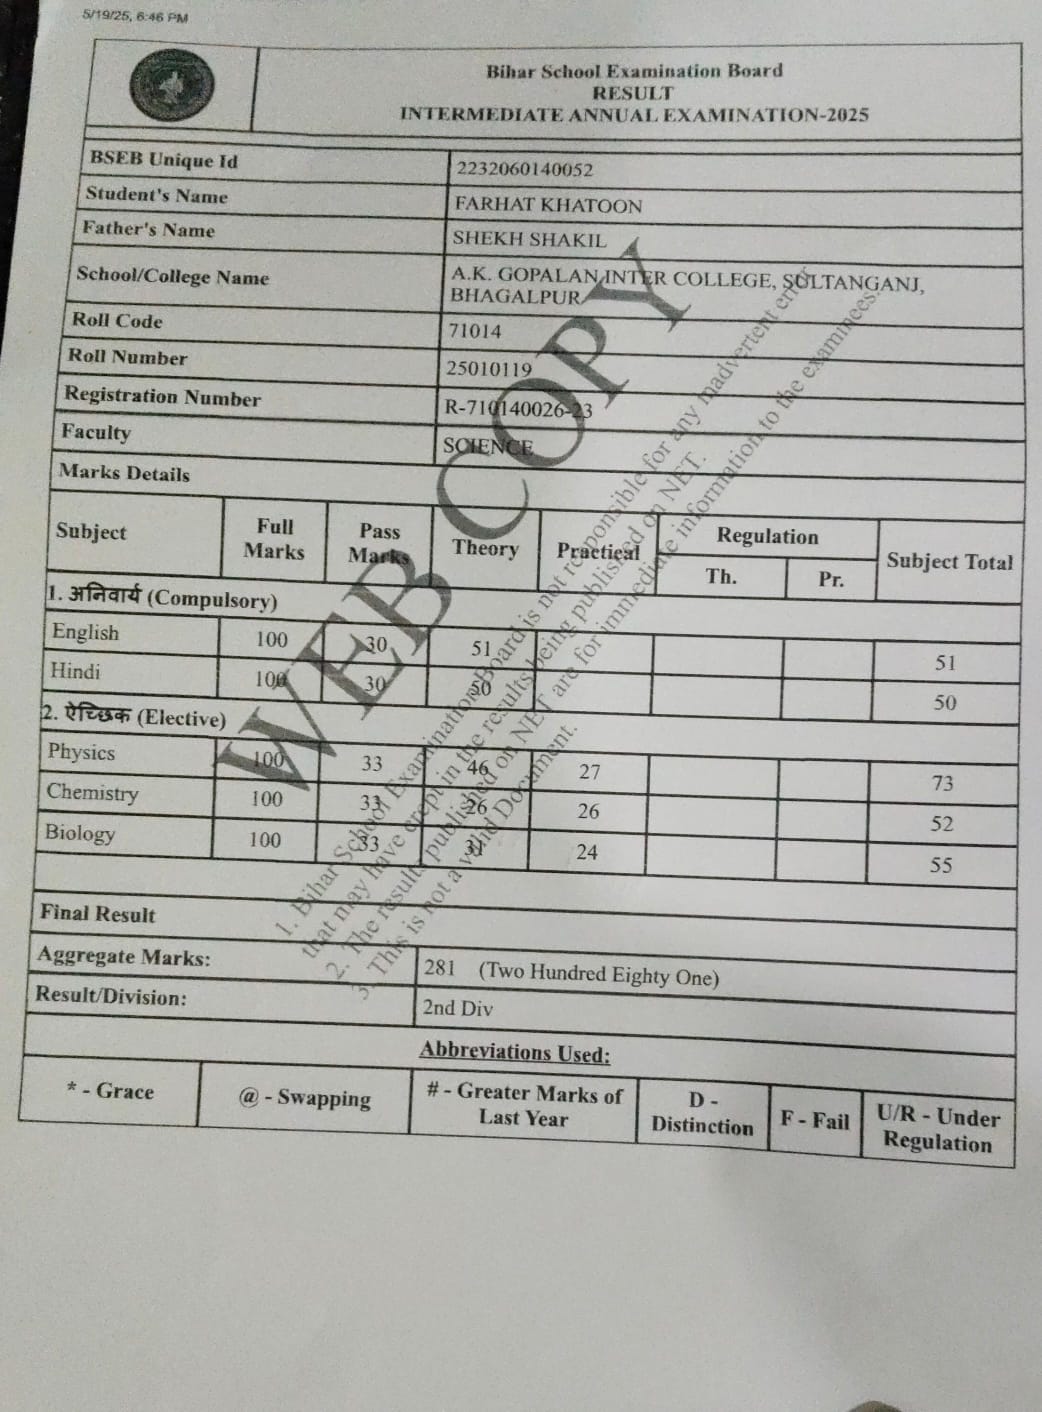 5/19/25, 6:46 PM
Bihar School Examination Board
RESULT
INTERMEDIATE ANNUAL EXAMINATION-2025
BSEB Unique Id 2232060140052
Student's Name FARHAT KHATOON
Father's Name SHEKH SHAKIL
School/College Name A.K. GOPALAN INTER COLLEGE, SULTANGANJ,
BHAGALPUR
Roll Code 71014
Roll Number 25010119
Registration Number R-710140026-23
Faculty SCIENCE
Marks Details
Subject Full Marks Pass Marks Theory Practical Regulation Th. Pr. Subject Total
1. अनिवार्य (Compulsory)
English 100 30 51 51
Hindi 100 30 50 50
2. ऐच्छिक (Elective)
Physics 100 33 46 27 73
Chemistry 100 33 26 26 52
Biology 100 33 31 24 55
Final Result
Aggregate Marks: 281 (Two Hundred Eighty One)
Result/Division: 2nd Div
Abbreviations Used:
* - Grace @ - Swapping # - Greater Marks of Last Year D - Distinction F - Fail U/R - Under Regulation
WEB COPY
1. Bihar School Examination Board is not responsible for any inadvertent error
that may have crept in the results being published on NET.
2. The results published on NET are for immediate information to the examinees.
3. This is not a valid Document.